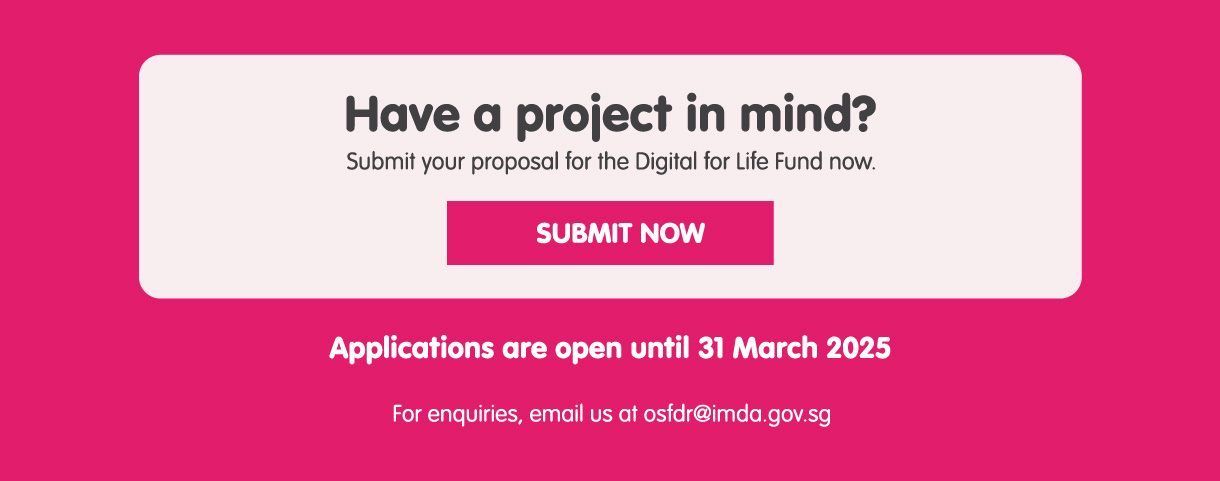 Have a project in mind?
Submit your proposal for the Digital for Life Fund now.
SUBMIT NOW
Applications are open until 31 March 2025
For enquiries, email us at osfdr@imda.gov.sg